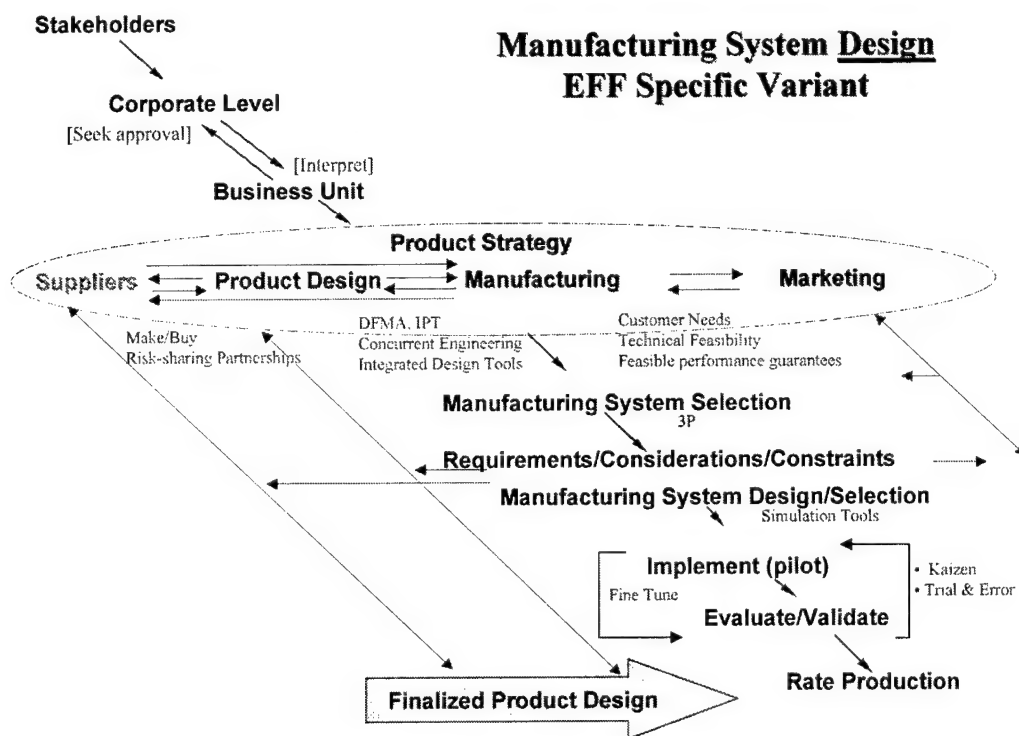 Stakeholders
Manufacturing System Design
EFF Specific Variant
Corporate Level
[Seek approval]
[Interpret]
Business Unit
Product Strategy
Suppliers
Product Design
Manufacturing
Marketing
Make/Buy
Risk-sharing Partnerships
DFMA, IPT
Concurrent Engineering
Integrated Design Tools
Customer Needs
Technical Feasibility
Feasible performance guarantees
Manufacturing System Selection
3P
Requirements/Considerations/Constraints
Manufacturing System Design/Selection
Simulation Tools
Implement (pilot)
Fine Tune
• Kaizen
• Trial & Error
Evaluate/Validate
Rate Production
Finalized Product Design